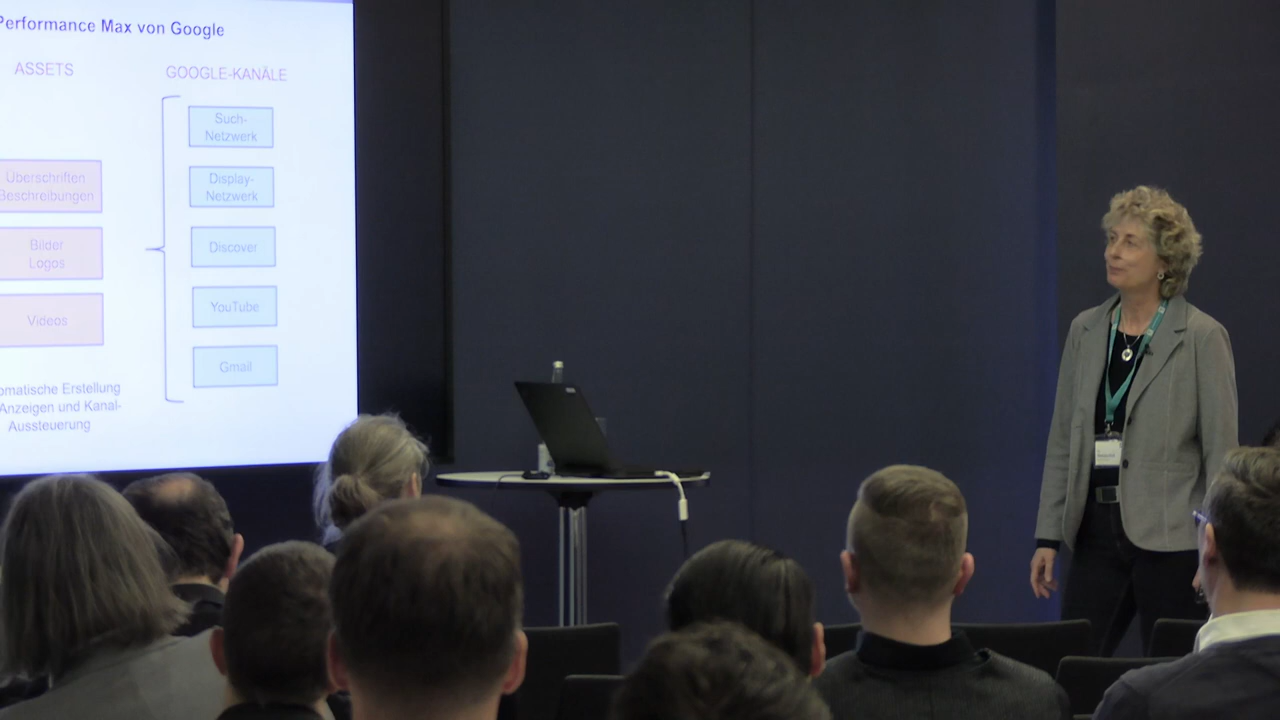 Performance Max von Google
ASSETS
Überschriften
Beschreibungen
Bilder
Logos
Videos
GOOGLE-KANÄLE
Such-
Netzwerk
Display-
Netzwerk
Discover
YouTube
Gmail
Erstellung
Anzeigen und Kanal-
Aussteuerung